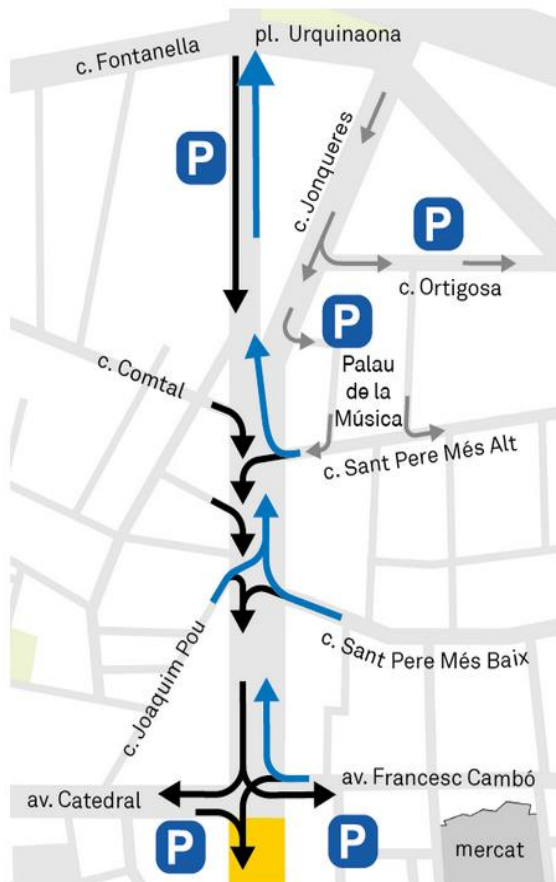 pl. Urquinaona
c. Fontanella
P
c. Jonqueres
P
c. Ortigosa
P
c. Comtal
Palau
de la
Música
c. Sant Pere Més Alt
c. Joaquim Pou
c. Sant Pere Més Baix
av. Francesc Cambó
av. Catedral
P
P
mercat